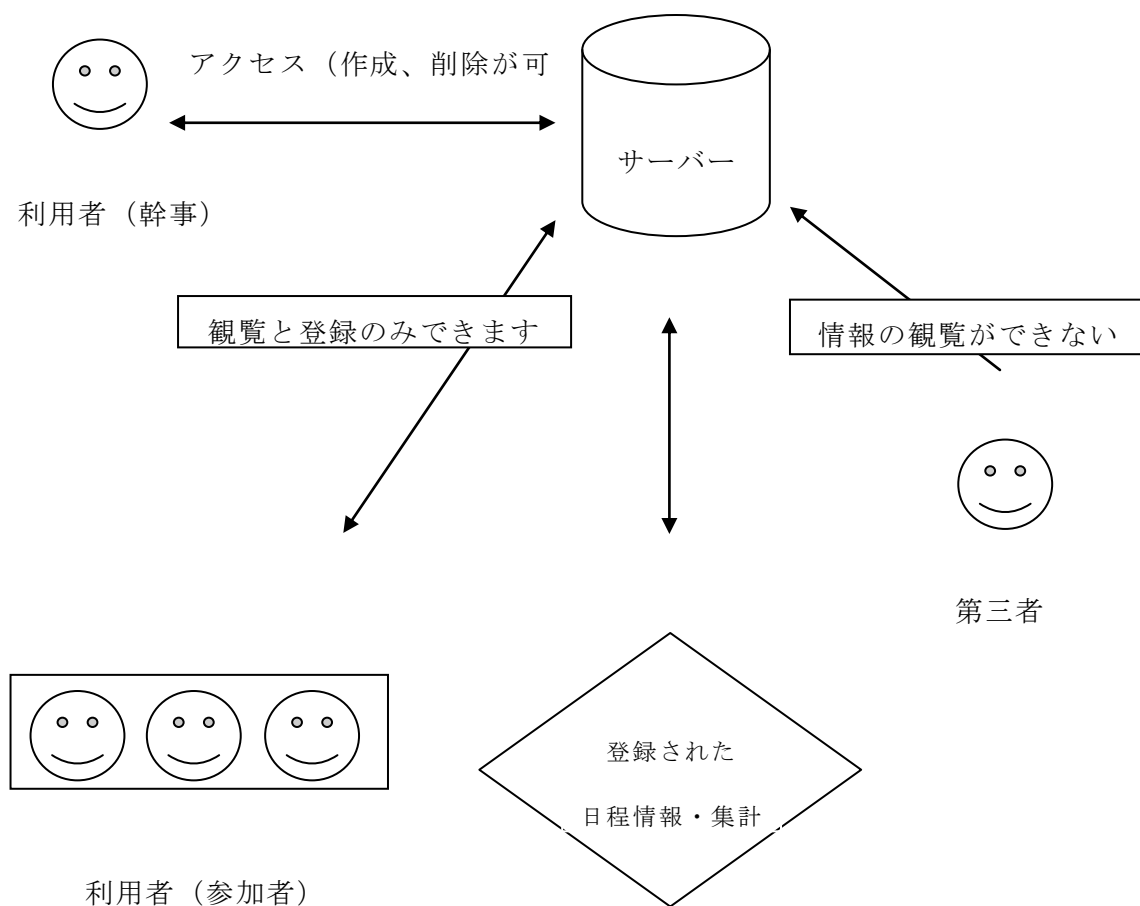 アクセス（作成、削除が可
サーバー
利用者（幹事）
観覧と登録のみできます
情報の観覧ができない
第三者
登録された
日程情報・集計
利用者（参加者）